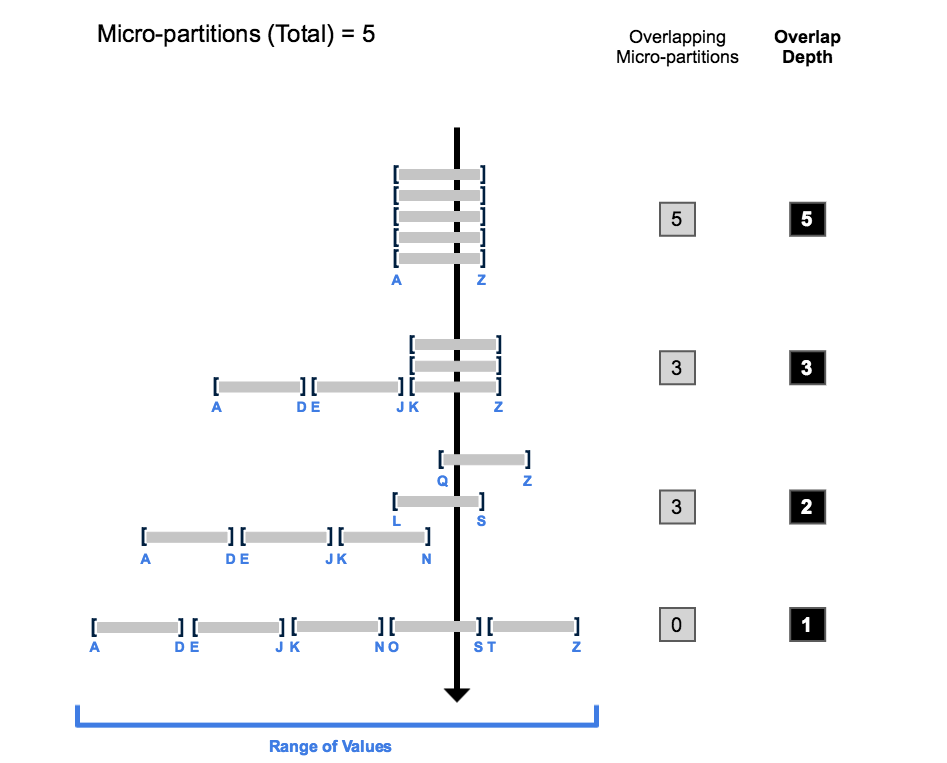 Micro-partitions (Total) = 5
Overlapping
Micro-partitions
Overlap
Depth
5
5
A Z
3
3
A D E J K Z
Q Z
3
2
L S
A D E J K N
0
1
A D E J K N O S T Z
Range of Values